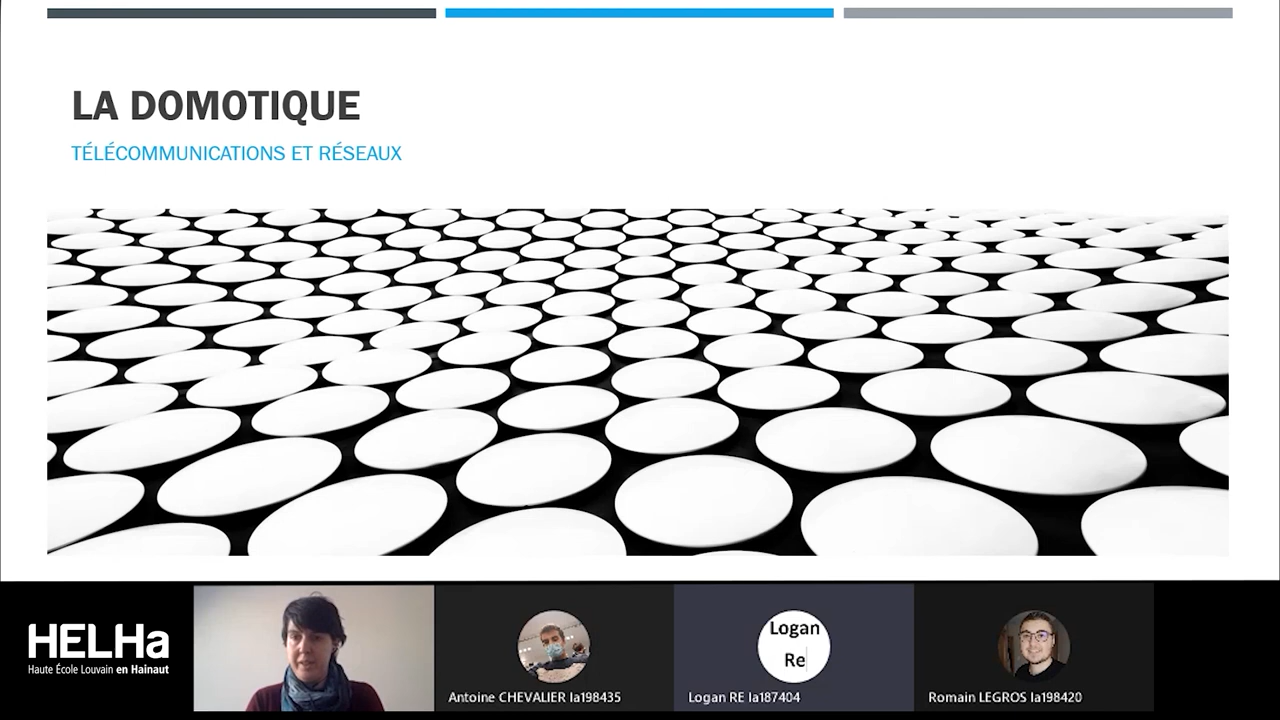 LA DOMOTIQUE
TÉLÉCOMMUNICATIONS ET RÉSEAUX
HELHa
Haute École Louvain en Hainaut
Logan
Re
Antoine CHEVALIER la198435
Logan RE la187404
Romain LEGROS la198420